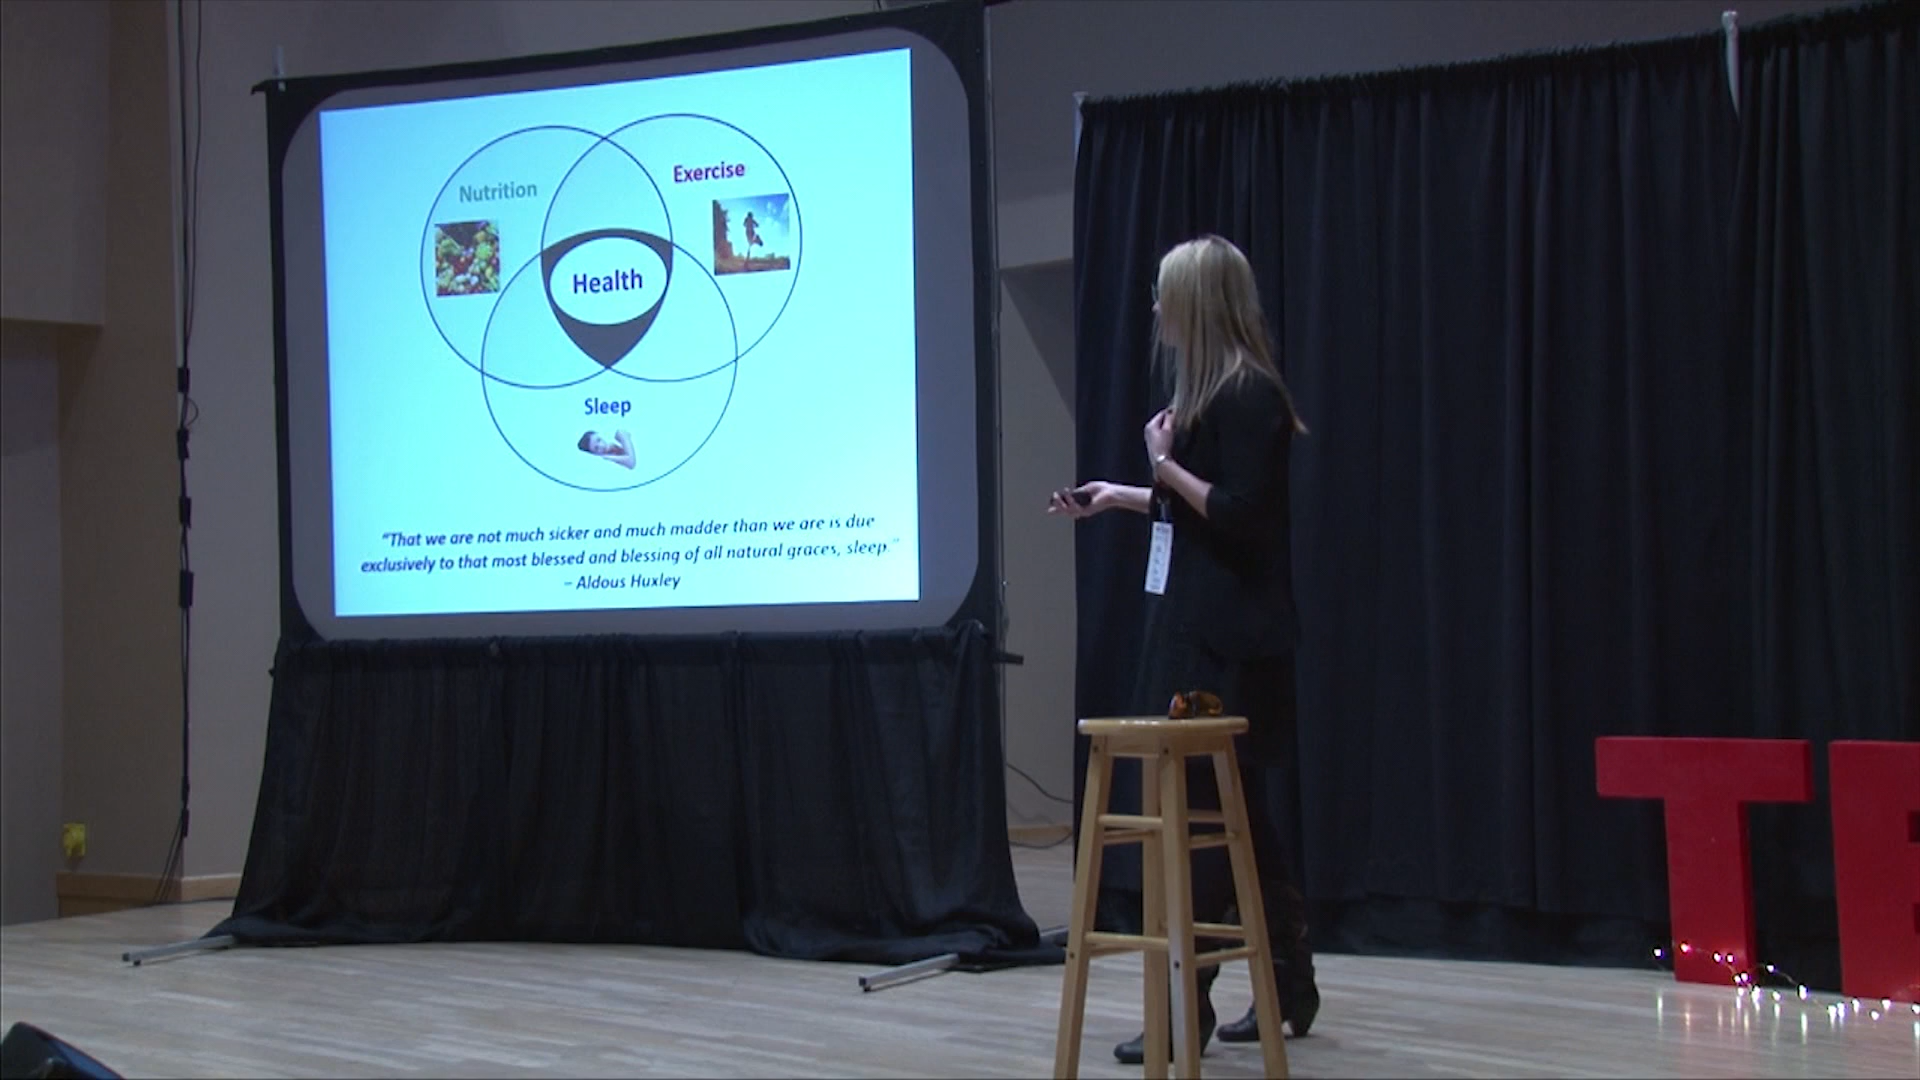 Nutrition
Exercise
Health
Sleep
"That we are not much sicker and much madder than we are is due
exclusively to that most blessed and blessing of all natural graces, sleep."
– Aldous Huxley
TE